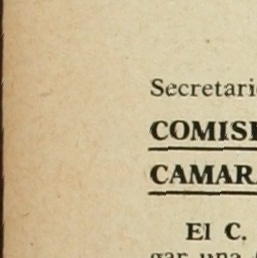 Secretari
COMISI
CAMAR
El C.
gar una